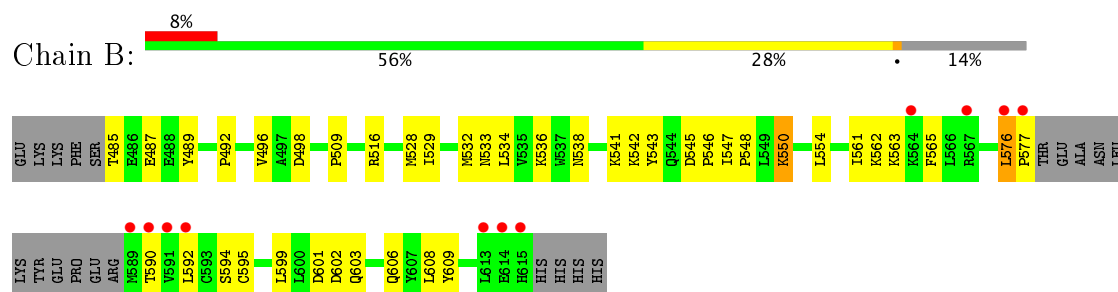 8%
Chain B:
56% 28% • 14%
GLU LYS LYS PHE SER T485 E486 E487 E488 Y489 P492 V496 A497 D498 P509 R516 M528 I529 M532 N533 L534 V535 K536 W537 N538 K541 K542 Y543 Q544 D545 P546 I547 P548 L549 K550 L554 I561 K562 K563 K564 F565 L566 R567 L576 P577 THR GLU ALA ASN LEU
LYS TYR GLU PRO GLU ARG M589 T590 V591 L592 C593 S594 C595 L599 L600 D601 D602 Q603 Q606 Y607 L608 Y609 L613 E614 H615 HIS HIS HIS HIS